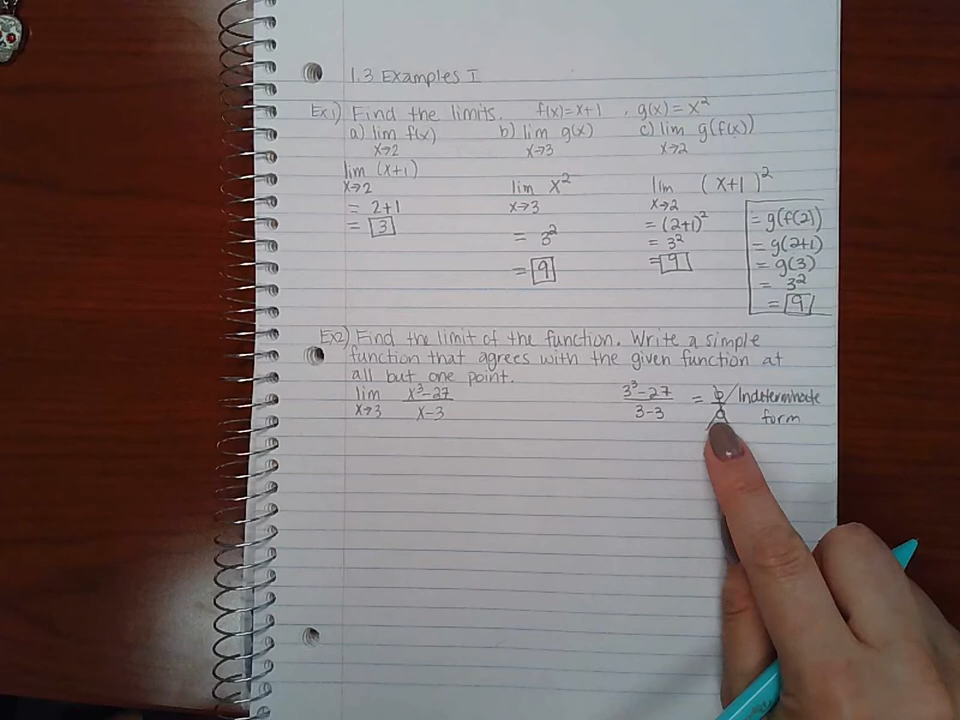 1.3 Examples I
Ex1) Find the limits. f(x)=x+1 , g(x)=x²
a) lim f(x) b) lim g(x) c) lim g(f(x))
x→2 x→3 x→2
lim (x+1)
x→2
= 2+1
= 3
lim x²
x→3
= 3²
= 9
lim (x+1)²
x→2
= (2+1)²
= 3²
= 9
= g(f(2))
= g(2+1)
= g(3)
= 3²
= 9
Ex2) Find the limit of the function. Write a simple
function that agrees with the given function at
all but one point.
lim x³-27
x→3 x-3
3³-27 = 0 Indeterminate
3-3 0 form